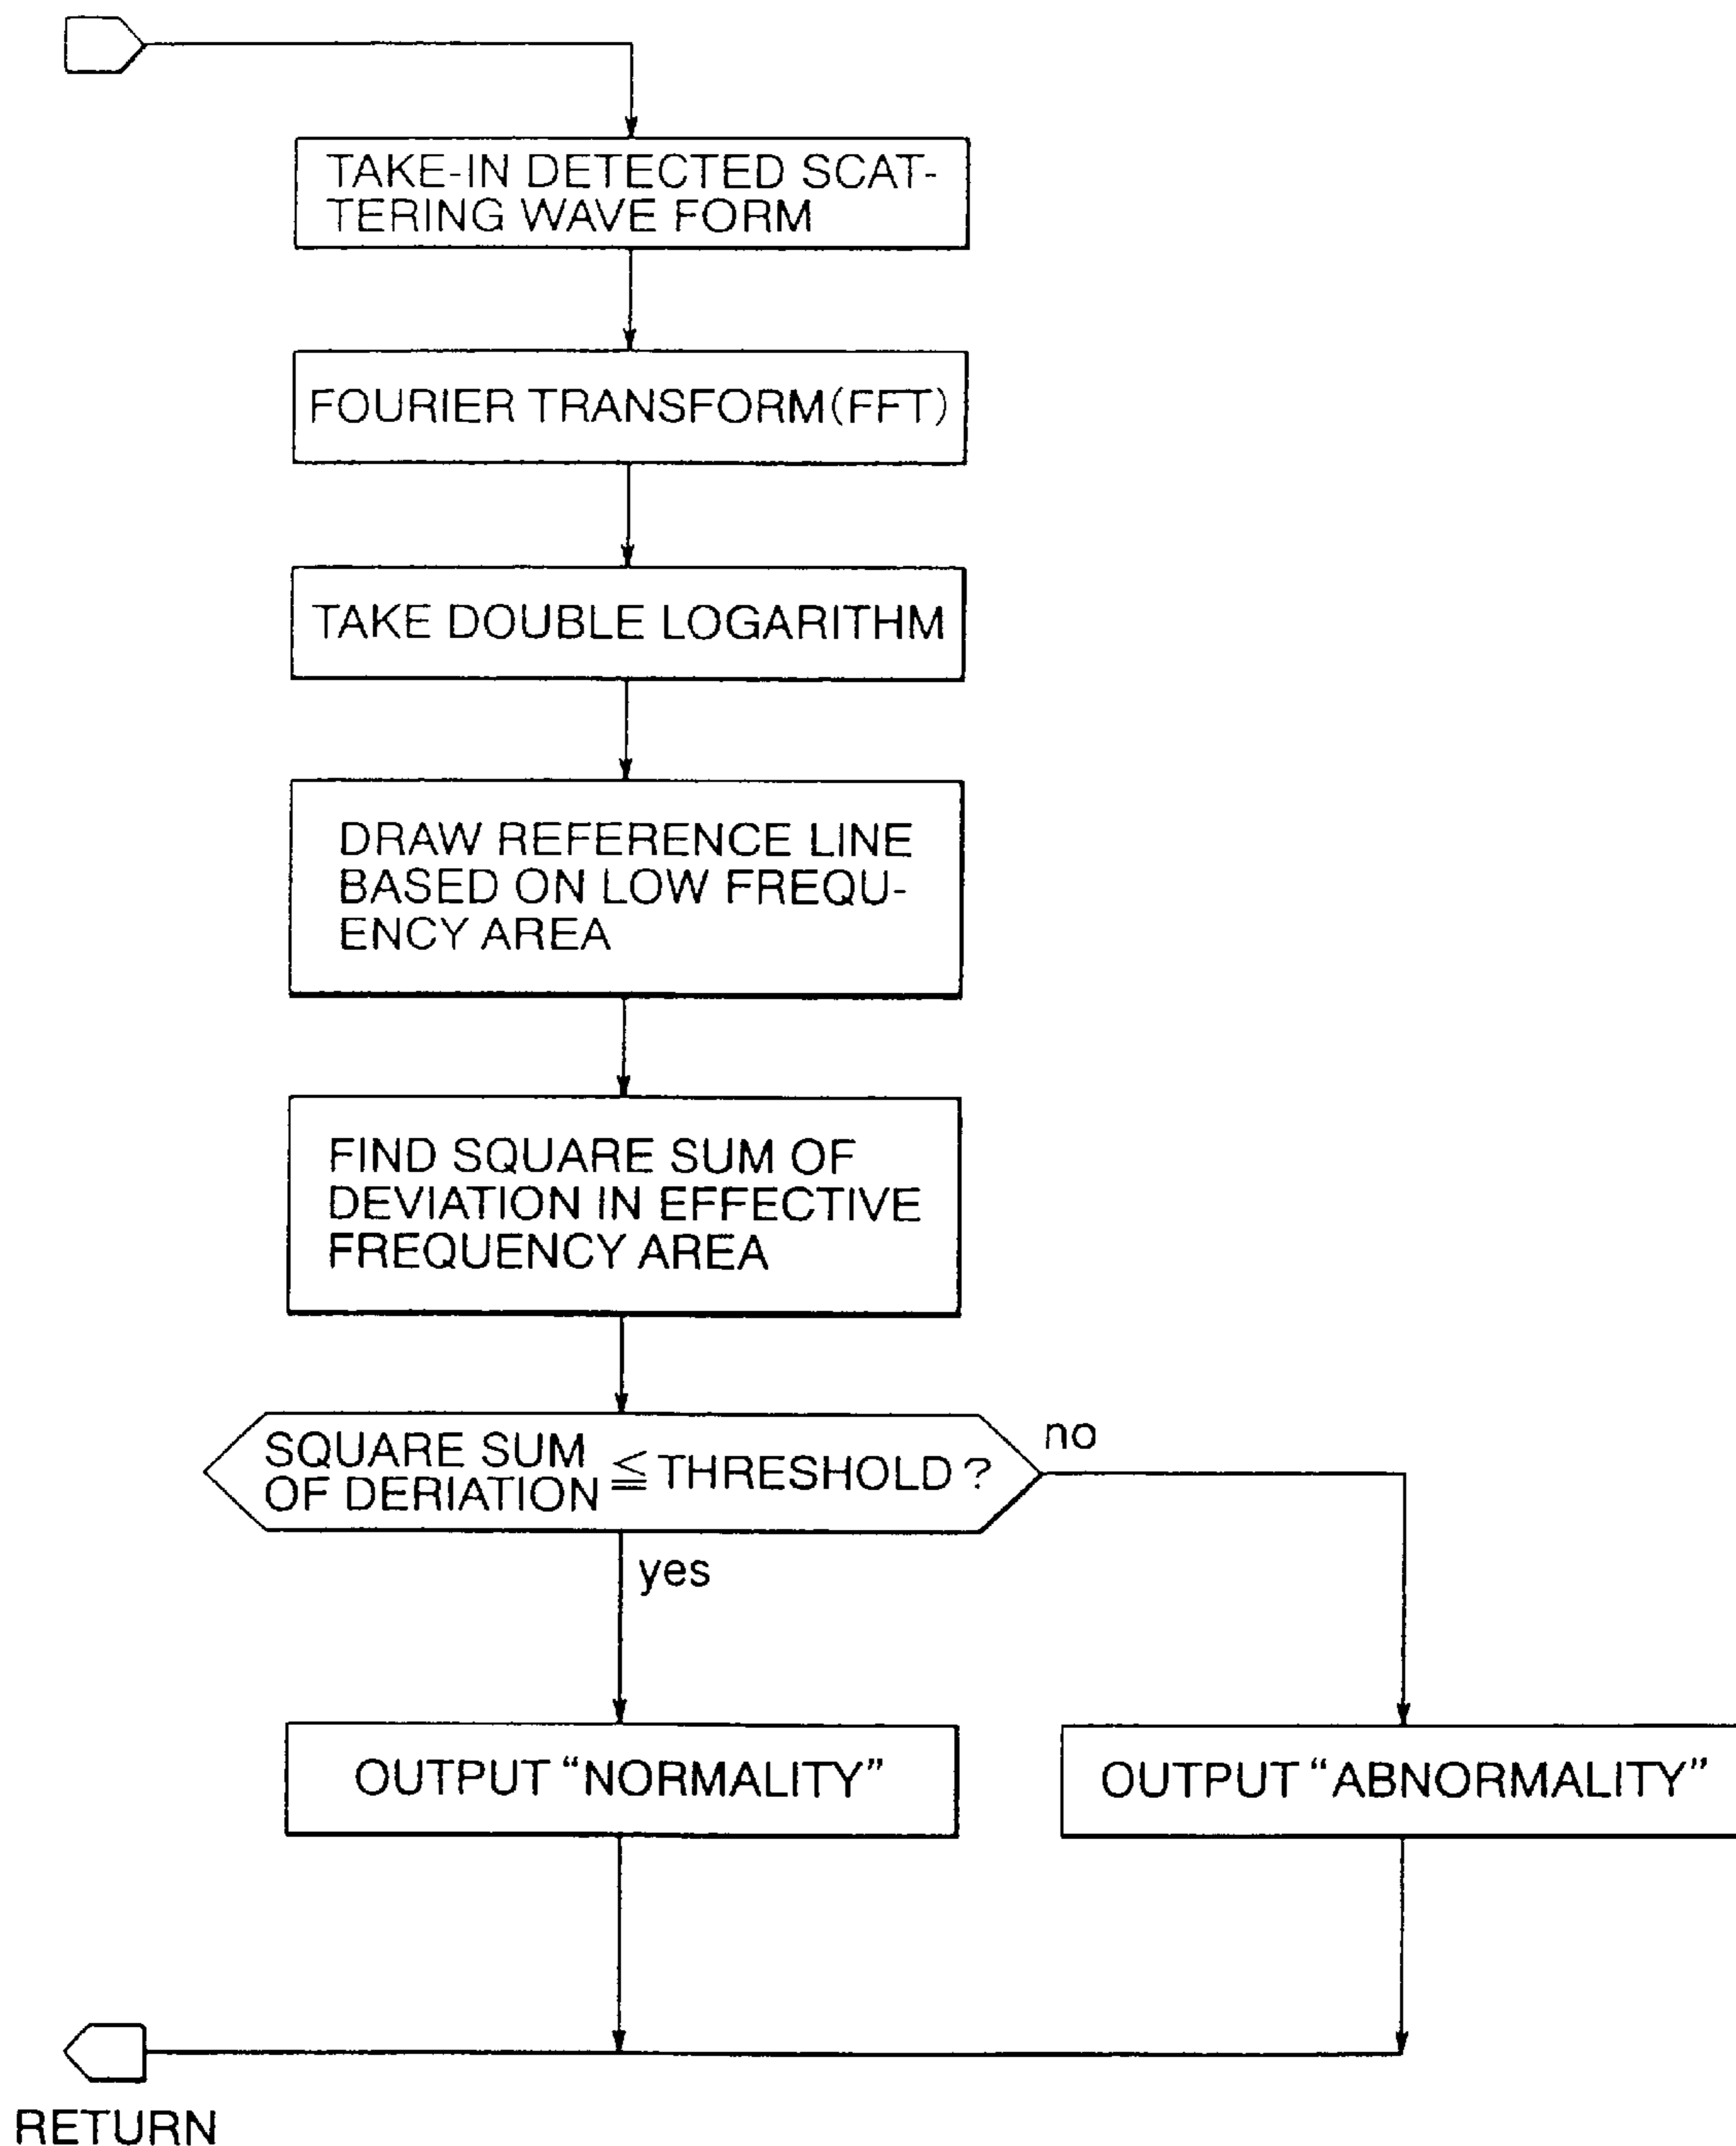 TAKE-IN DETECTED SCAT-
TERING WAVE FORM
FOURIER TRANSFORM(FFT)
TAKE DOUBLE LOGARITHM
DRAW REFERENCE LINE
BASED ON LOW FREQU-
ENCY AREA
FIND SQUARE SUM OF
DEVIATION IN EFFECTIVE
FREQUENCY AREA
SQUARE SUM
OF DERIATION ≦ THRESHOLD ?
no
yes
OUTPUT “NORMALITY”
OUTPUT “ABNORMALITY”
RETURN